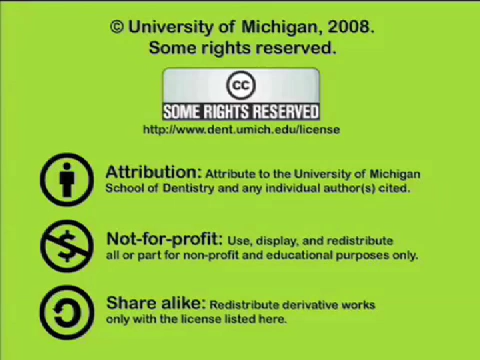 © University of Michigan, 2008.
Some rights reserved.
cc
SOME RIGHTS RESERVED
http://www.dent.umich.edu/license
Attribution: Attribute to the University of Michigan
School of Dentistry and any individual author(s) cited.
Not-for-profit: Use, display, and redistribute
all or part for non-profit and educational purposes only.
Share alike: Redistribute derivative works
only with the license listed here.